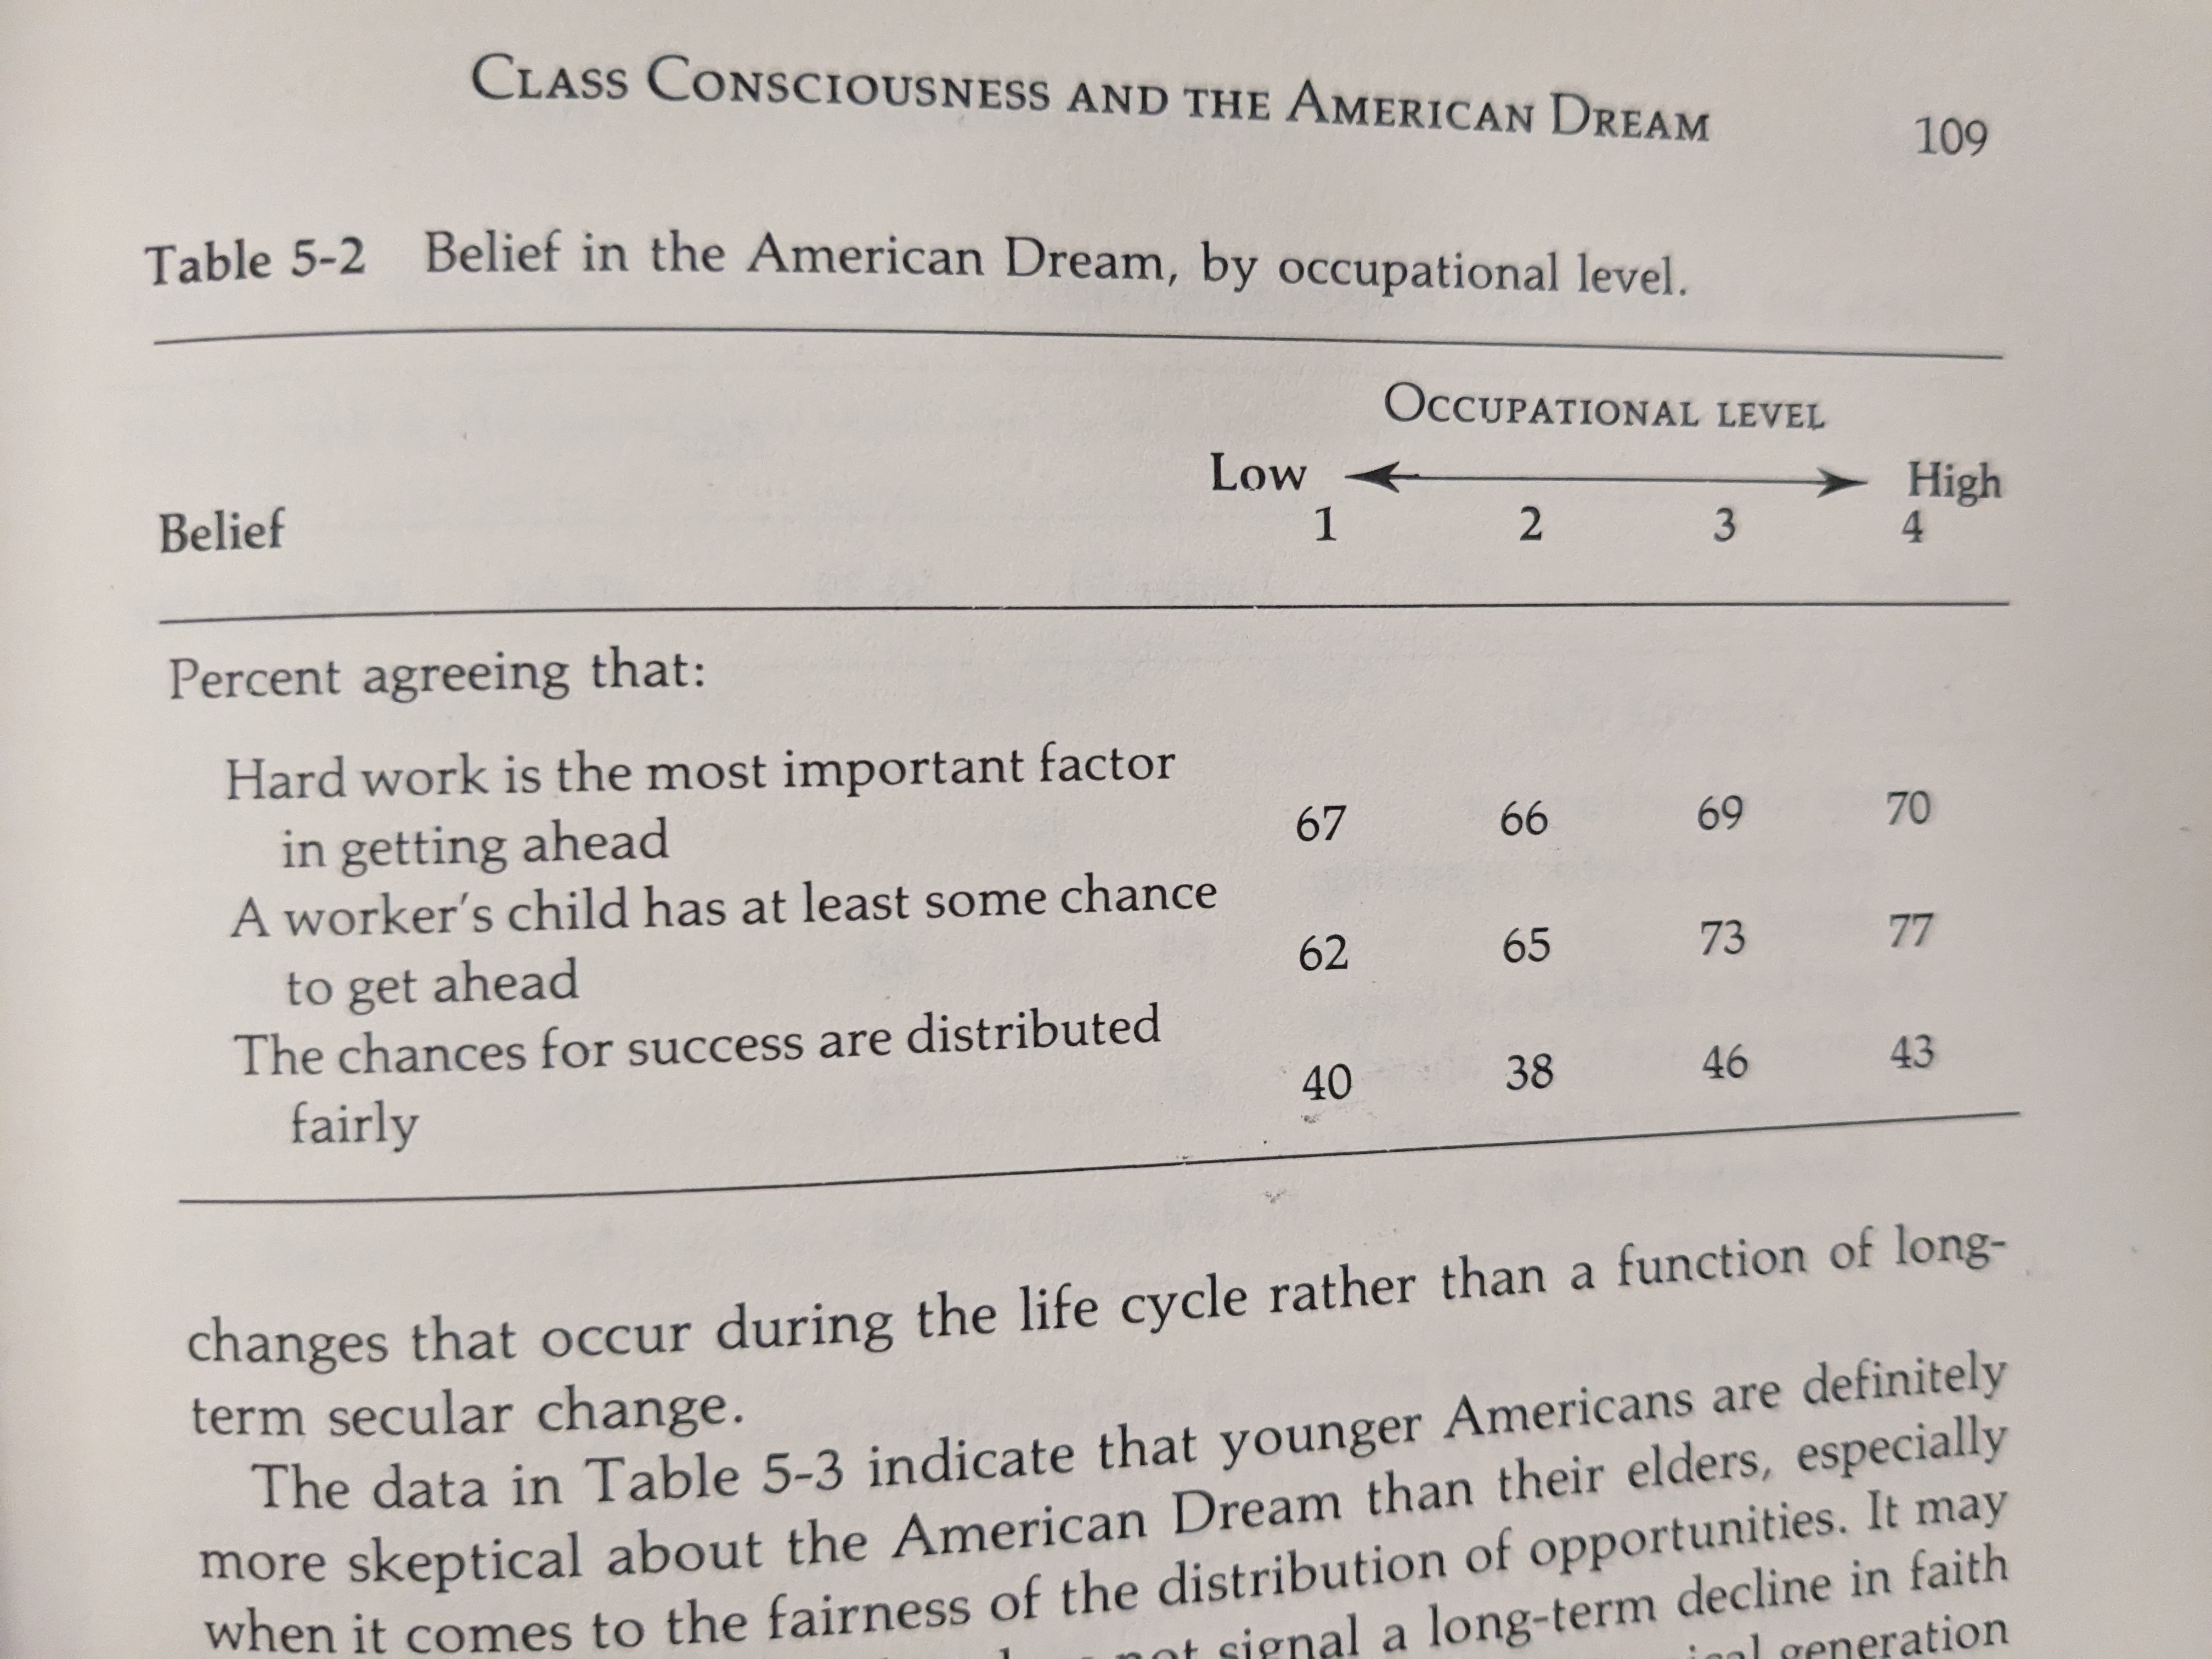 CLASS CONSCIOUSNESS AND THE AMERICAN DREAM 109
Table 5-2 Belief in the American Dream, by occupational level.
OCCUPATIONAL LEVEL
Low High
Belief 1 2 3 4
Percent agreeing that:
Hard work is the most important factor
in getting ahead 67 66 69 70
A worker's child has at least some chance
to get ahead 62 65 73 77
The chances for success are distributed
fairly 40 38 46 43
changes that occur during the life cycle rather than a function of long-
term secular change.
The data in Table 5-3 indicate that younger Americans are definitely
more skeptical about the American Dream than their elders, especially
when it comes to the fairness of the distribution of opportunities. It may
not signal a long-term decline in faith
generation